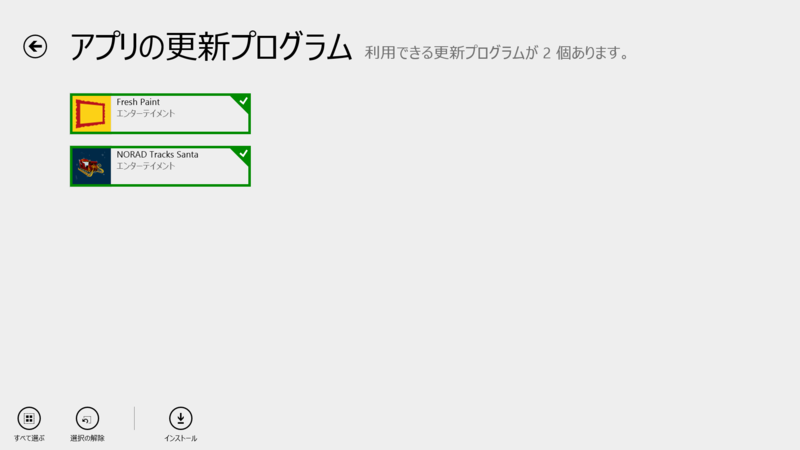 アプリの更新プログラム 利用できる更新プログラムが 2 個あります。
Fresh Paint
エンターテイメント
NORAD Tracks Santa
エンターテイメント
すべて選ぶ 選択の解除 インストール